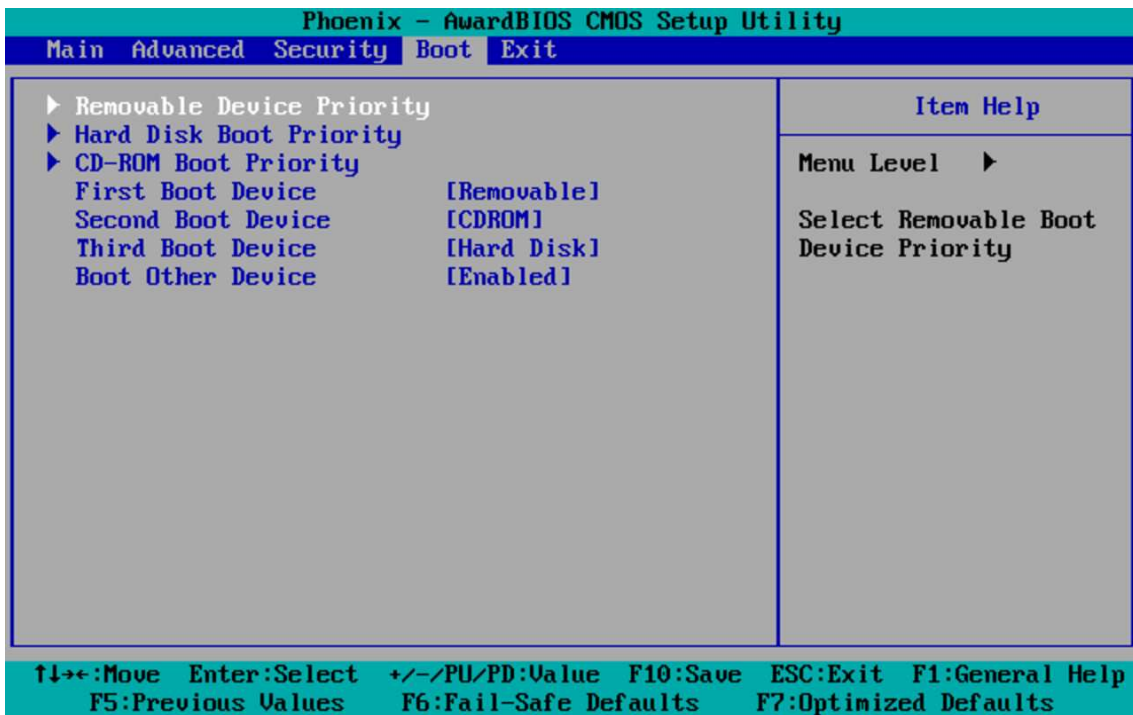 Phoenix - AwardBIOS CMOS Setup Utility
Main Advanced Security Boot Exit
▶ Removable Device Priority
▶ Hard Disk Boot Priority
▶ CD-ROM Boot Priority
First Boot Device [Removable]
Second Boot Device [CDROM]
Third Boot Device [Hard Disk]
Boot Other Device [Enabled]
Item Help
Menu Level ▶
Select Removable Boot
Device Priority
↑↓→←:Move Enter:Select +/-/PU/PD:Value F10:Save ESC:Exit F1:General Help
F5:Previous Values F6:Fail-Safe Defaults F7:Optimized Defaults